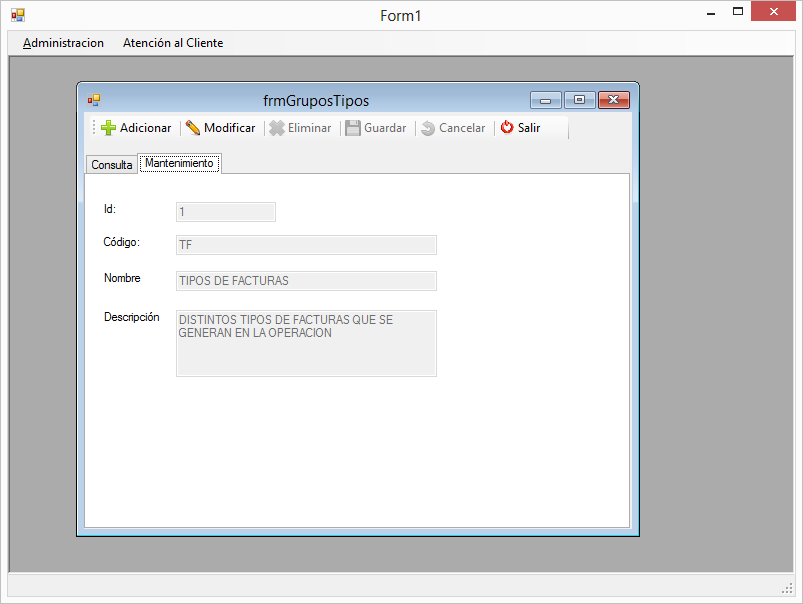 Form1
Administracion Atención al Cliente
frmGruposTipos
Adicionar Modificar Eliminar Guardar Cancelar Salir
Consulta Mantenimiento
Id: 1
Código: TF
Nombre TIPOS DE FACTURAS
Descripción DISTINTOS TIPOS DE FACTURAS QUE SE
GENERAN EN LA OPERACION